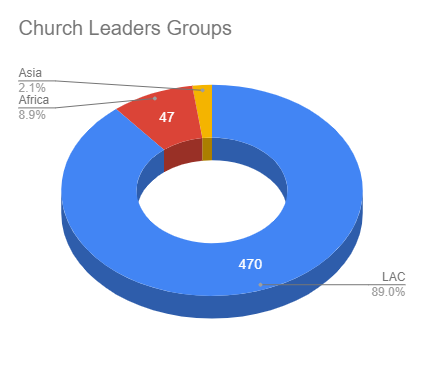 Church Leaders Groups
Asia
2.1%
Africa
8.9%
47
470
LAC
89.0%